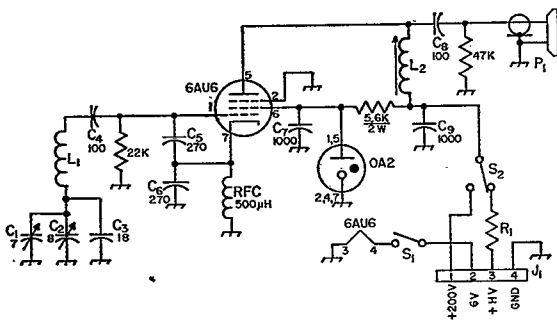 C8
100
47K
P1
5
6AU6
L2
2
1
6
7
C4
100
22K
C5
270
C7
1000
5.6K
2W
C9
1000
1,5
OA2
2,4,7
L1
C6
270
RFC
500μH
S2
C1
7
C2
8
C3
18
6AU6
3
4
S1
R1
1
2
3
4
J1
+200V
6V
+HV
GND